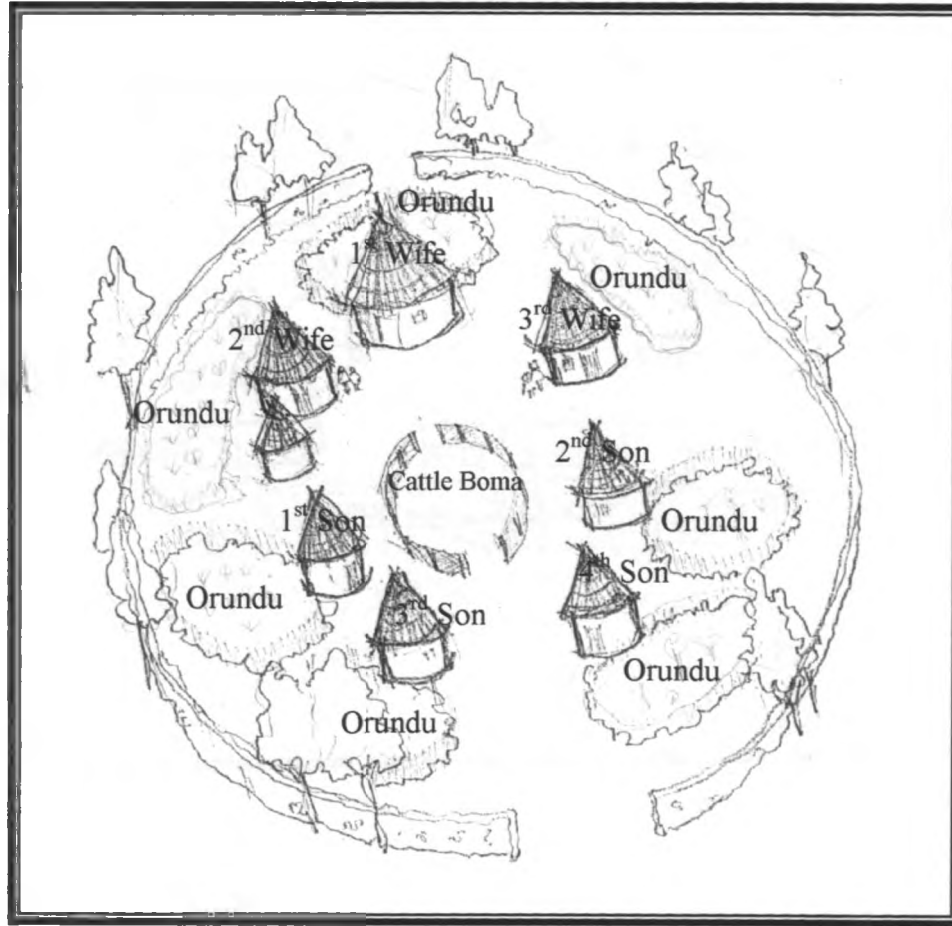 Orundu
1st Wife
Orundu
3rd Wife
2nd Wife
Orundu
2nd Son
Cattle Boma
1st Son
Orundu
4th Son
Orundu
3rd Son
Orundu
Orundu